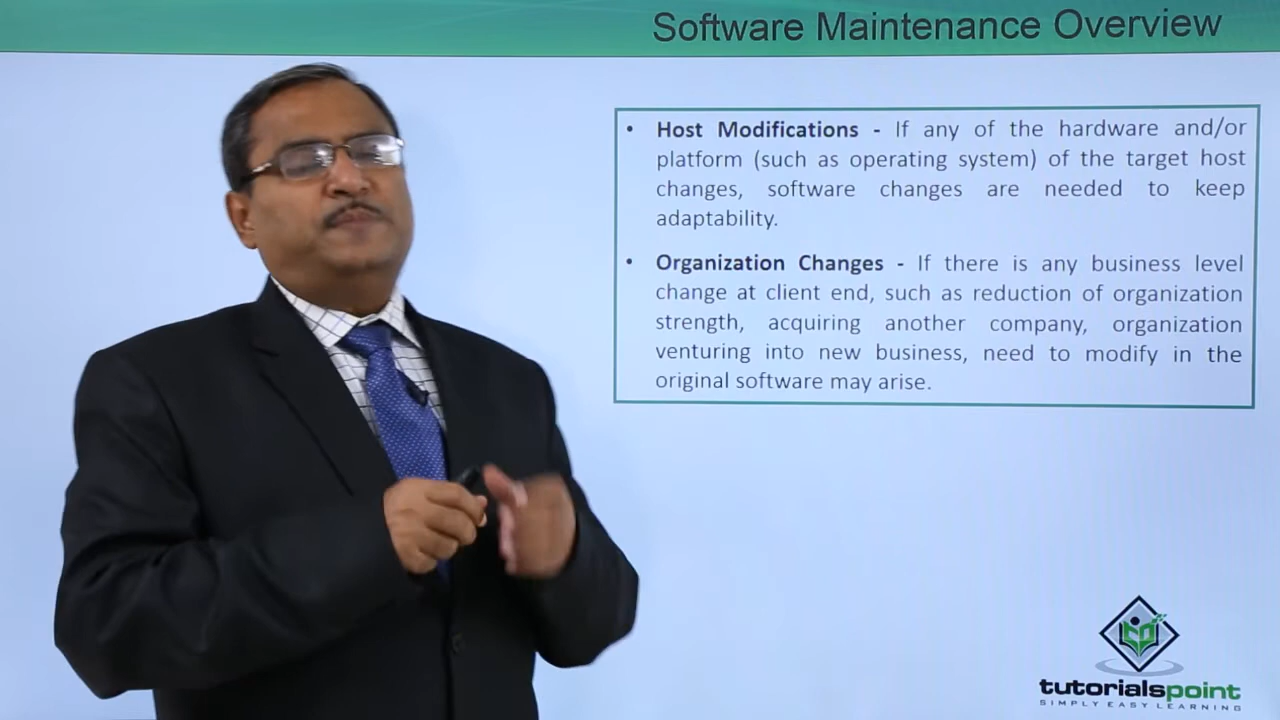 Software Maintenance Overview
• Host Modifications - If any of the hardware and/or
platform (such as operating system) of the target host
changes, software changes are needed to keep
adaptability.
• Organization Changes - If there is any business level
change at client end, such as reduction of organization
strength, acquiring another company, organization
venturing into new business, need to modify in the
original software may arise.
tutorialspoint
SIMPLY EASY LEARNING